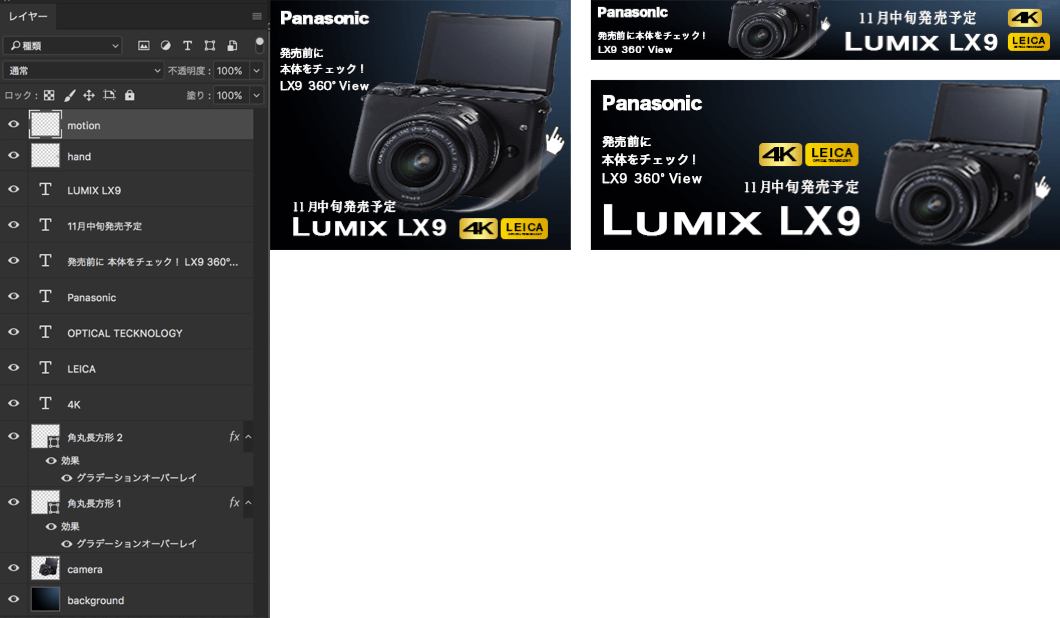 レイヤー
種類
通常
不透明度 : 100%
ロック :
塗り : 100%
motion
hand
T LUMIX LX9
T 11月中旬発売予定
T 発売前に 本体をチェック！ LX9 360°...
T Panasonic
T OPTICAL TECKNOLOGY
T LEICA
T 4K
角丸長方形 2 fx
効果
グラデーションオーバーレイ
角丸長方形 1 fx
効果
グラデーションオーバーレイ
camera
background
Panasonic
発売前に
本体をチェック！
LX9 360° View
11月中旬発売予定
LUMIX LX9
4K
LEICA
Panasonic
発売前に本体をチェック！
LX9 360° View
11月中旬発売予定
LUMIX LX9
4K
LEICA
Panasonic
発売前に
本体をチェック！
LX9 360° View
4K
LEICA
11月中旬発売予定
LUMIX LX9